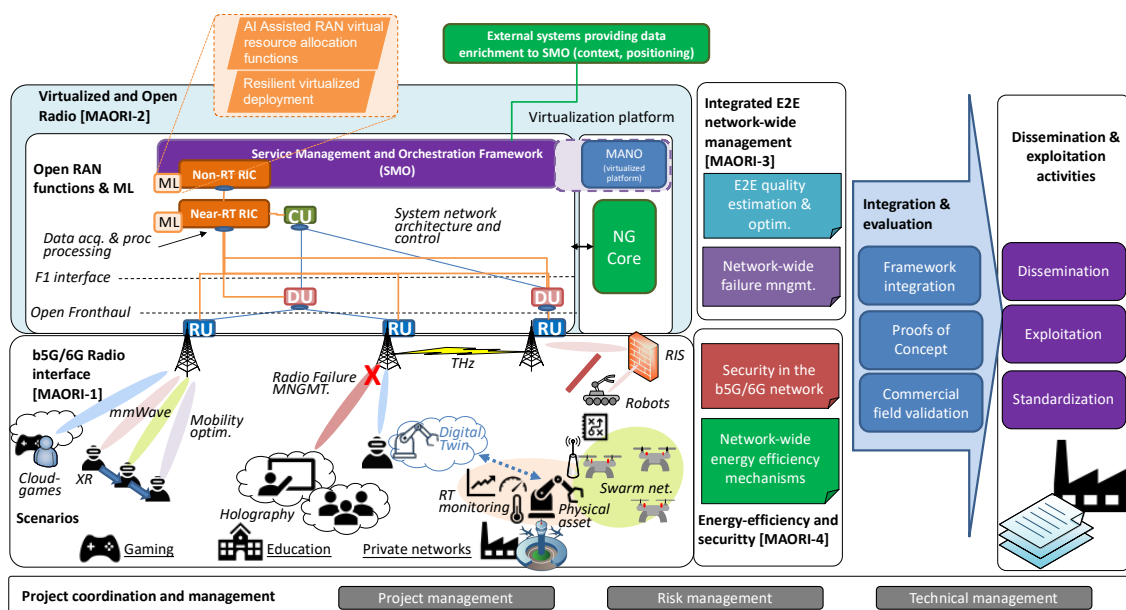 AI Assisted RAN virtual
resource allocation
functions
Resilient virtualized
deployment
External systems providing data
enrichment to SMO (context, positioning)
Virtualized and Open
Radio [MAORI-2]
Virtualization platform
Open RAN
functions & ML
Service Management and Orchestration Framework
(SMO)
MANO
(virtualized
platform)
ML
Non-RT RIC
ML
Near-RT RIC
CU
System network
architecture and
control
Data acq. & proc
processing
NG
Core
F1 interface
DU
DU
Open Fronthaul
RU
RU
RU
b5G/6G Radio
interface
[MAORI-1]
mmWave
Mobility
optim.
Radio Failure
MNGMT.
X
THz
RIS
Robots
Cloud-
games
XR
Digital
Twin
Holography
RT
monitoring
Physical
asset
Swarm net.
Scenarios
Gaming
Education
Private networks
Integrated E2E
network-wide
management
[MAORI-3]
E2E quality
estimation &
optim.
Network-wide
failure mngmt.
Security in the
b5G/6G network
Network-wide
energy efficiency
mechanisms
Energy-efficiency and
securitty [MAORI-4]
Integration &
evaluation
Framework
integration
Proofs of
Concept
Commercial
field validation
Dissemination &
exploitation
activities
Dissemination
Exploitation
Standardization
Project coordination and management
Project management
Risk management
Technical management